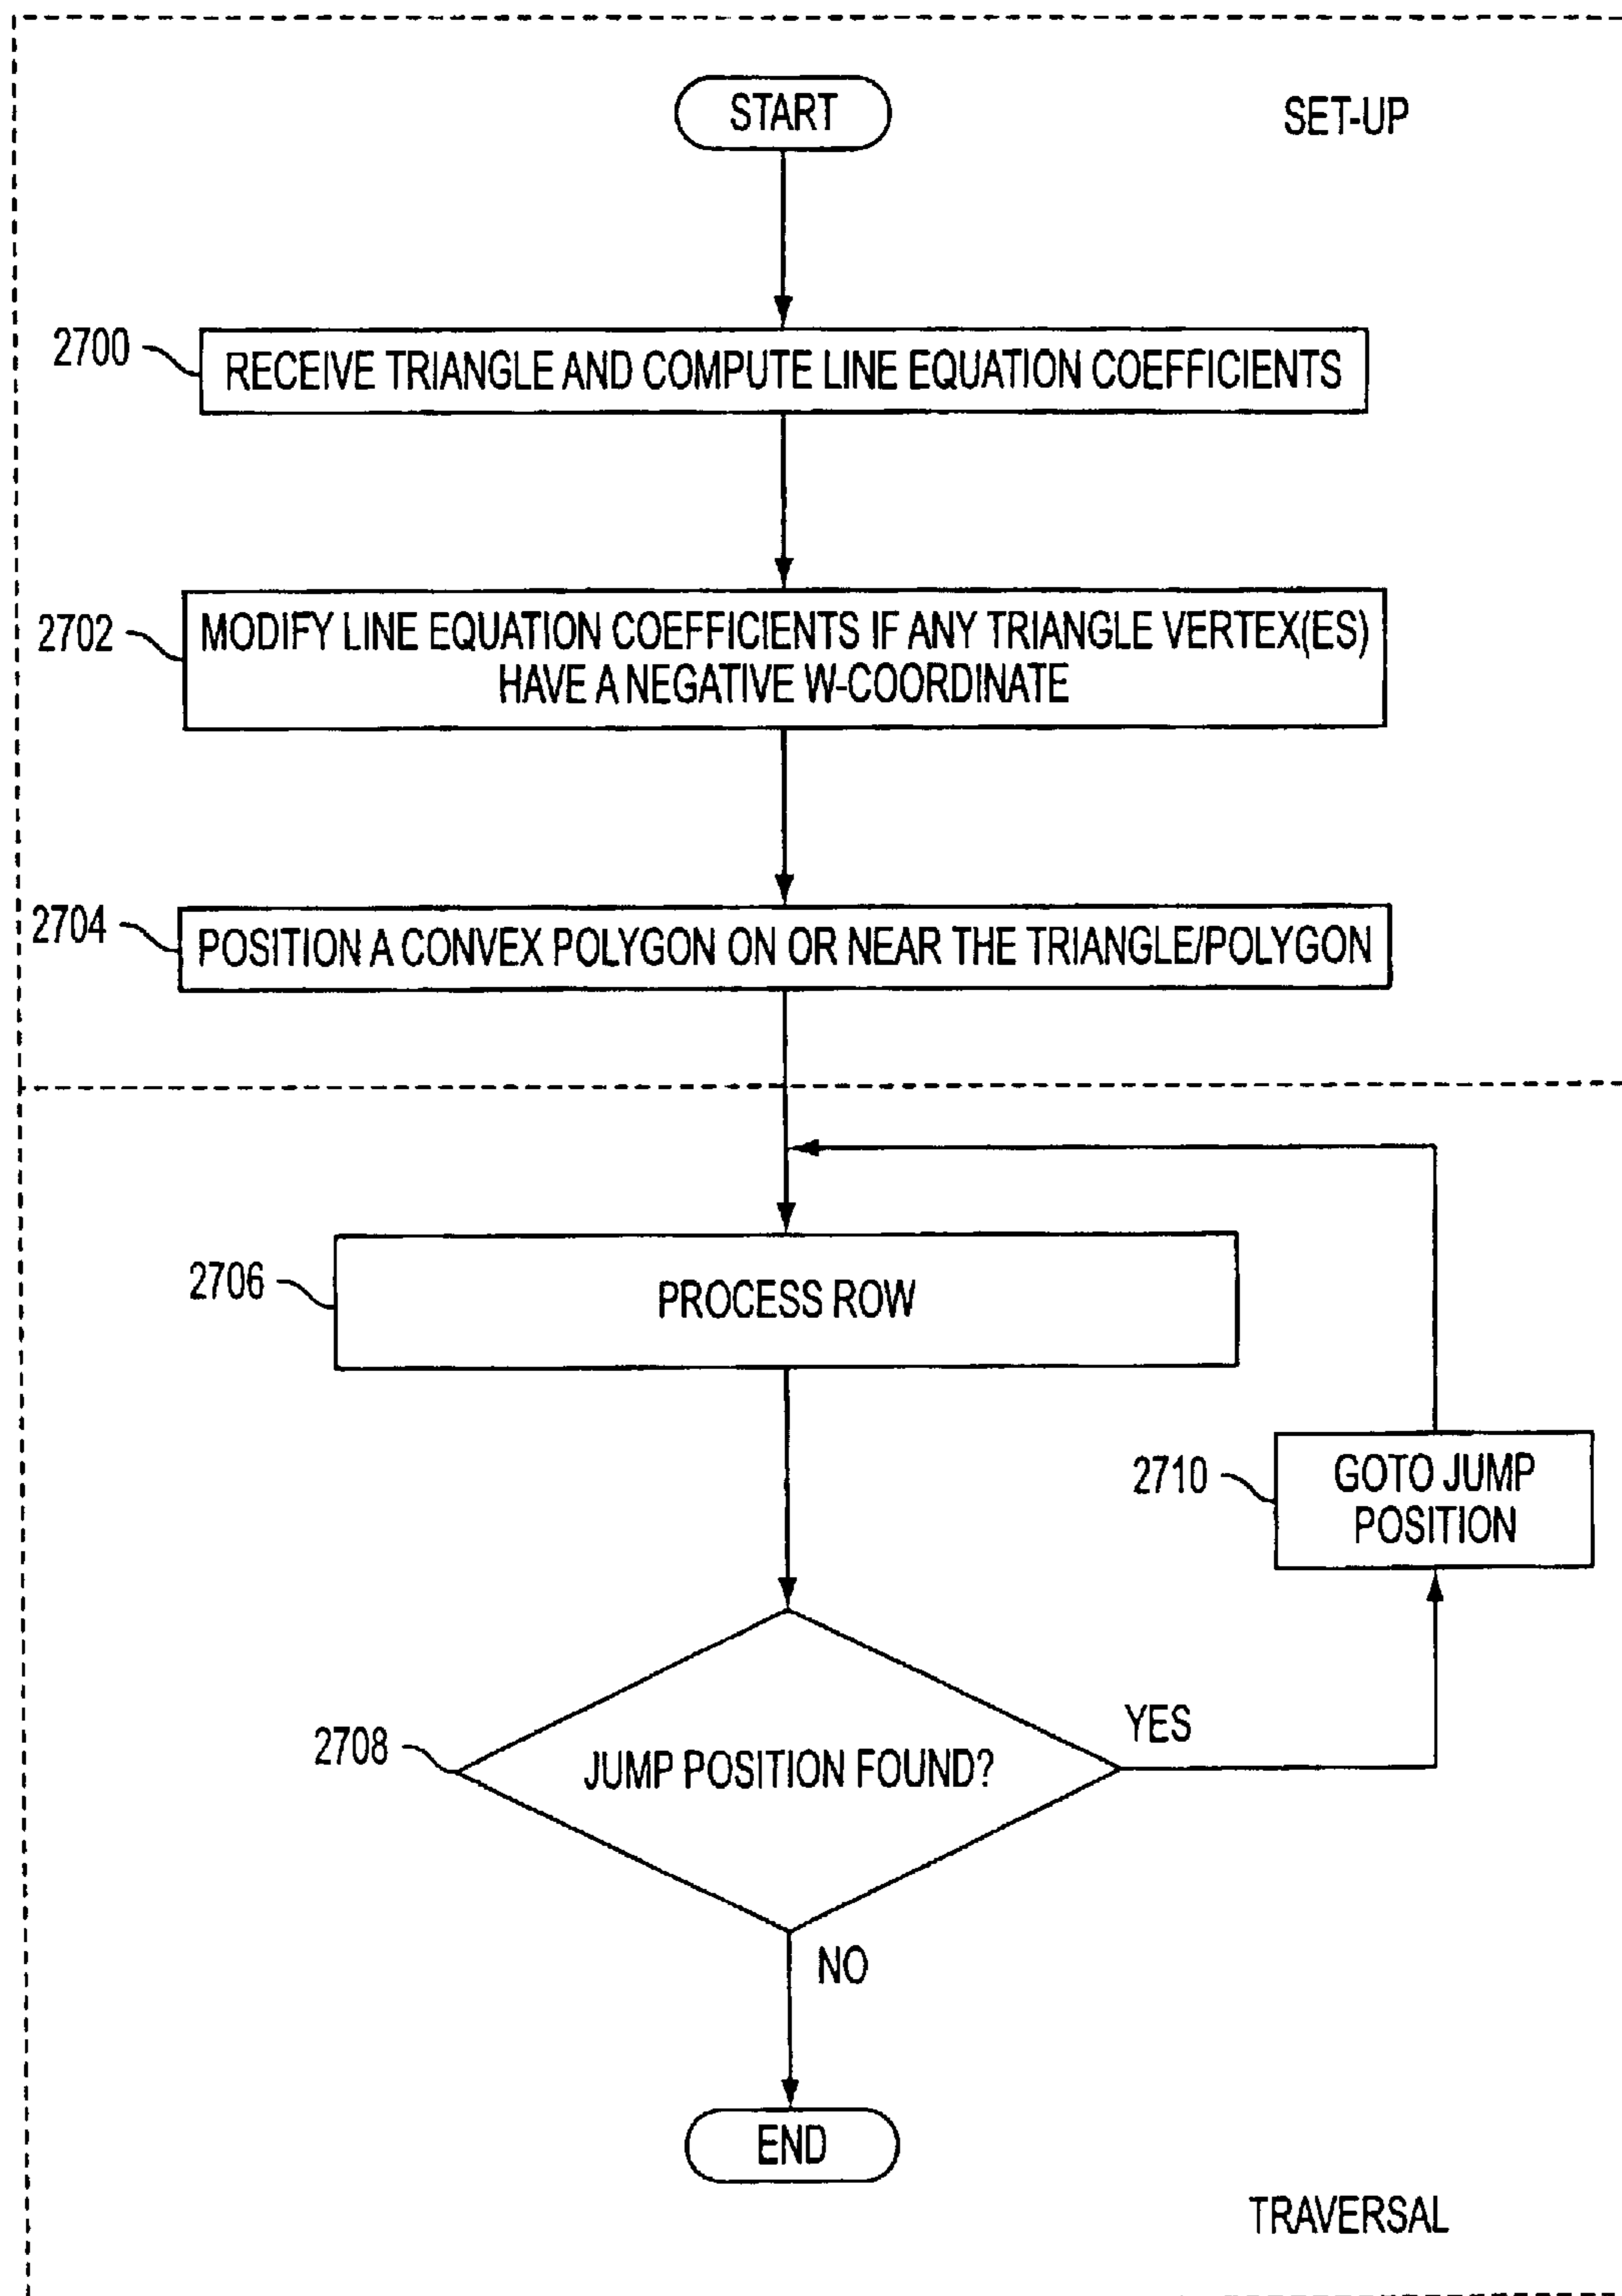 START
SET-UP
2700
RECEIVE TRIANGLE AND COMPUTE LINE EQUATION COEFFICIENTS
2702
MODIFY LINE EQUATION COEFFICIENTS IF ANY TRIANGLE VERTEX(ES)
HAVE A NEGATIVE W-COORDINATE
2704
POSITION A CONVEX POLYGON ON OR NEAR THE TRIANGLE/POLYGON
2706
PROCESS ROW
2710
GOTO JUMP
POSITION
2708
JUMP POSITION FOUND?
YES
NO
END
TRAVERSAL